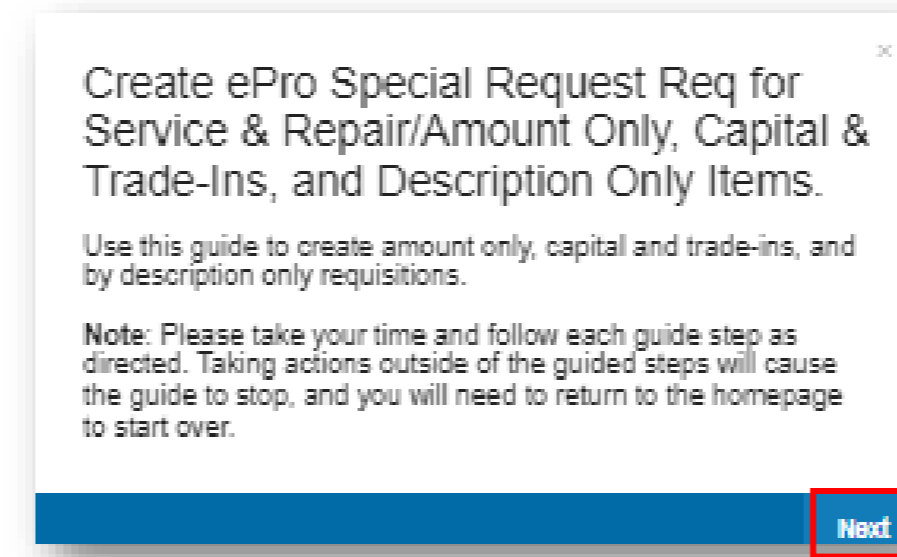 Create ePro Special Request Req for
Service & Repair/Amount Only, Capital &
Trade-Ins, and Description Only Items.
Use this guide to create amount only, capital and trade-ins, and
by description only requisitions.
Note: Please take your time and follow each guide step as
directed. Taking actions outside of the guided steps will cause
the guide to stop, and you will need to return to the homepage
to start over.
Next